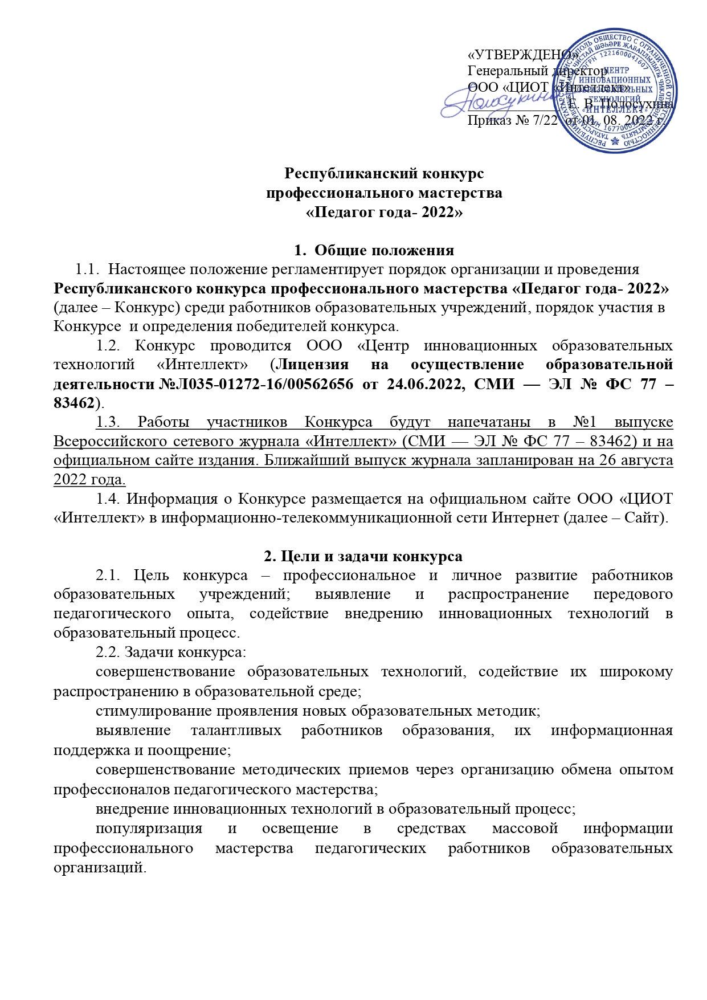 «УТВЕРЖДЕНО»
Генеральный директор
ООО «ЦИОТ «Интеллект»
Полосухина В. Полосухина
Приказ № 7/22 от 01. 08. 2022 г.
РЕСПУБЛИКА ТАТАРСТАН Г. ЧИСТОПОЛЬ ОБЩЕСТВО С ОГРАНИЧЕННОЙ ОТВЕТСТВЕННОСТЬЮ
ОГРН 1221600041607
«ЦЕНТР
ИННОВАЦИОННЫХ
ОБРАЗОВАТЕЛЬНЫХ
ТЕХНОЛОГИЙ
«ИНТЕЛЛЕКТ»
Республиканский конкурс
профессионального мастерства
«Педагог года- 2022»
1. Общие положения
1.1. Настоящее положение регламентирует порядок организации и проведения
Республиканского конкурса профессионального мастерства «Педагог года- 2022»
(далее – Конкурс) среди работников образовательных учреждений, порядок участия в
Конкурсе и определения победителей конкурса.
1.2. Конкурс проводится ООО «Центр инновационных образовательных
технологий «Интеллект» (Лицензия на осуществление образовательной
деятельности №Л035-01272-16/00562656 от 24.06.2022, СМИ — ЭЛ № ФС 77 –
83462).
1.3. Работы участников Конкурса будут напечатаны в №1 выпуске
Всероссийского сетевого журнала «Интеллект» (СМИ — ЭЛ № ФС 77 – 83462) и на
официальном сайте издания. Ближайший выпуск журнала запланирован на 26 августа
2022 года.
1.4. Информация о Конкурсе размещается на официальном сайте ООО «ЦИОТ
«Интеллект» в информационно-телекоммуникационной сети Интернет (далее – Сайт).
2. Цели и задачи конкурса
2.1. Цель конкурса – профессиональное и личное развитие работников
образовательных учреждений; выявление и распространение передового
педагогического опыта, содействие внедрению инновационных технологий в
образовательный процесс.
2.2. Задачи конкурса:
совершенствование образовательных технологий, содействие их широкому
распространению в образовательной среде;
стимулирование проявления новых образовательных методик;
выявление талантливых работников образования, их информационная
поддержка и поощрение;
совершенствование методических приемов через организацию обмена опытом
профессионалов педагогического мастерства;
внедрение инновационных технологий в образовательный процесс;
популяризация и освещение в средствах массовой информации
профессионального мастерства педагогических работников образовательных
организаций.